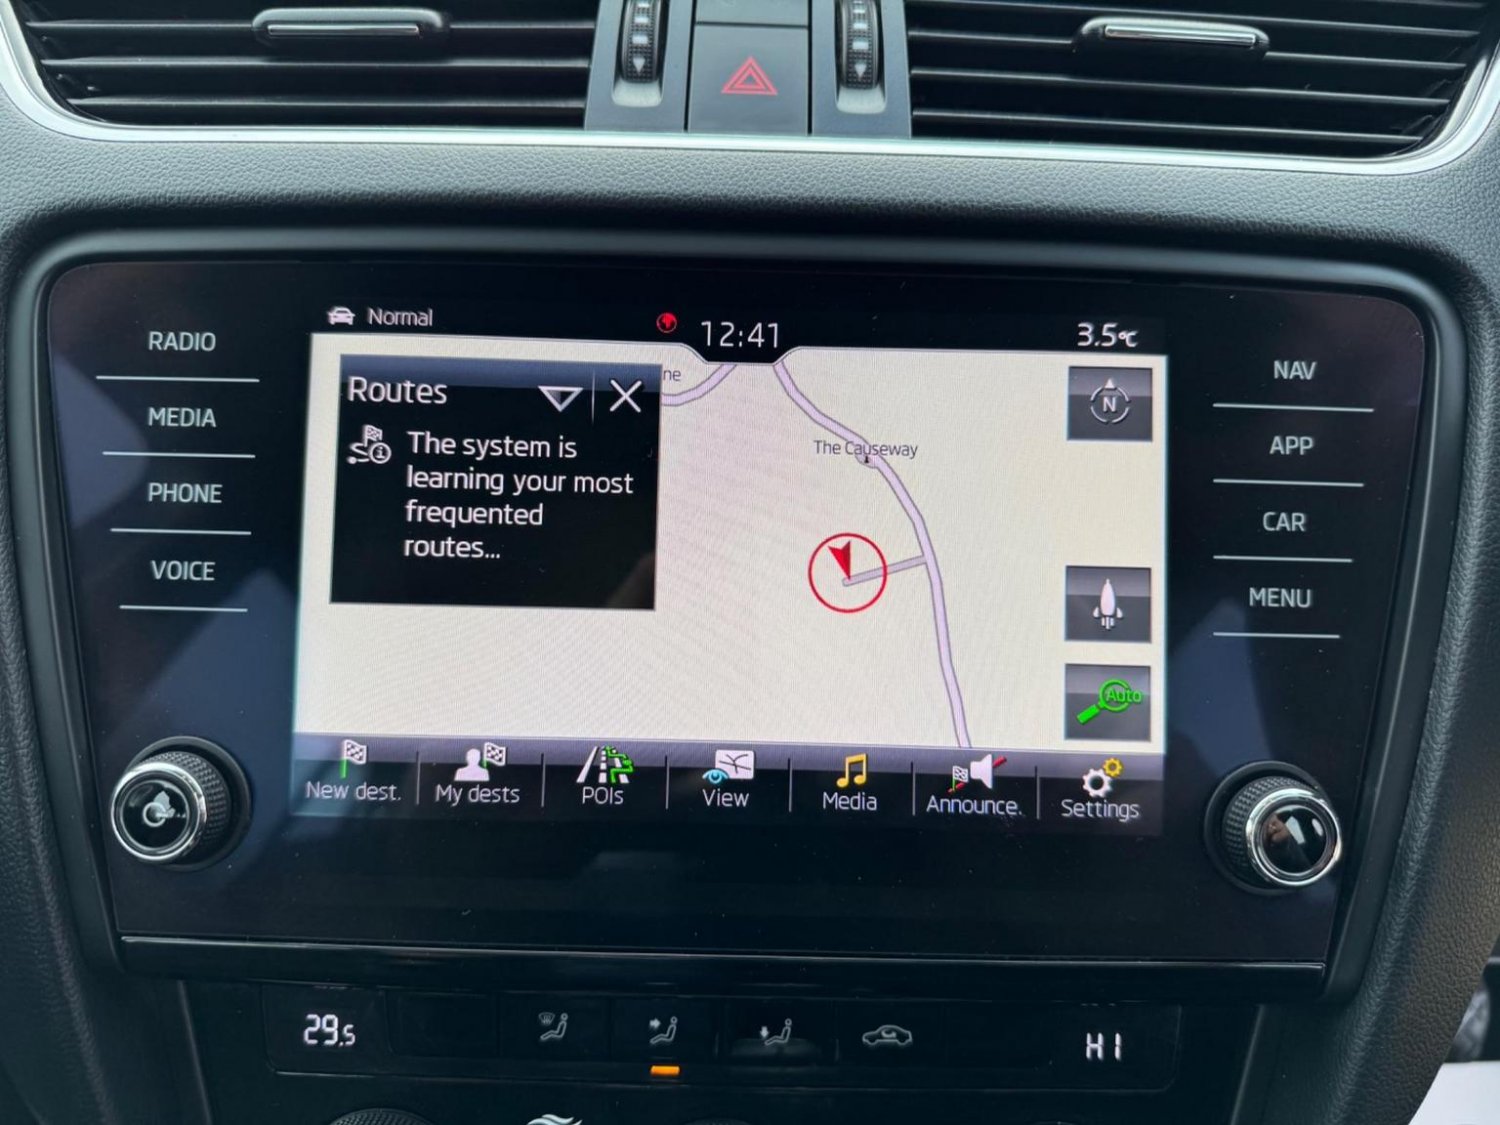 Normal
12:41
3.5°C
RADIO
MEDIA
PHONE
VOICE
Routes
The system is
learning your most
frequented
routes...
ne
The Causeway
N
Auto
NAV
APP
CAR
MENU
New dest.
My dests
POIs
View
Media
Announce.
Settings
29.5
HI